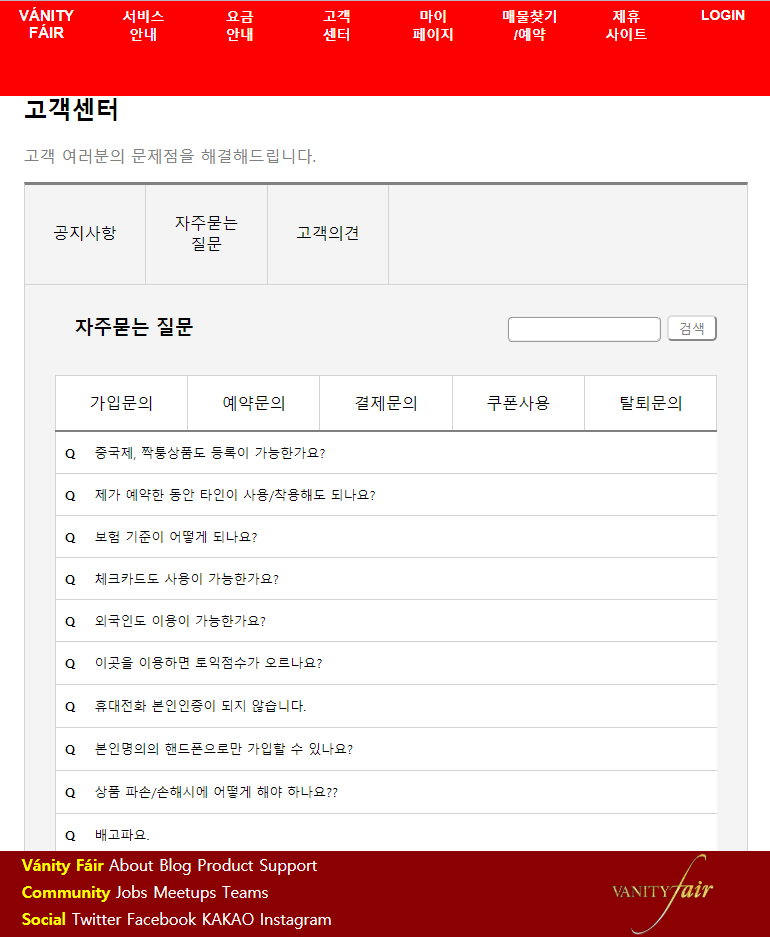 VÁNITY FÁIR
서비스 안내
요금 안내
고객 센터
마이 페이지
매물찾기 /예약
제휴 사이트
LOGIN
고객센터
고객 여러분의 문제점을 해결해드립니다.
공지사항
자주묻는 질문
고객의견
자주묻는 질문
검색
가입문의 예약문의 결제문의 쿠폰사용 탈퇴문의
Q 중국제, 짝퉁상품도 등록이 가능한가요?
Q 제가 예약한 동안 타인이 사용/착용해도 되나요?
Q 보험 기준이 어떻게 되나요?
Q 체크카드도 사용이 가능한가요?
Q 외국인도 이용이 가능한가요?
Q 이곳을 이용하면 토익점수가 오르나요?
Q 휴대전화 본인인증이 되지 않습니다.
Q 본인명의의 핸드폰으로만 가입할 수 있나요?
Q 상품 파손/손해시에 어떻게 해야 하나요??
Q 배고파요.
Vánity Fáir About Blog Product Support
Community Jobs Meetups Teams
Social Twitter Facebook KAKAO Instagram
VANITY fair